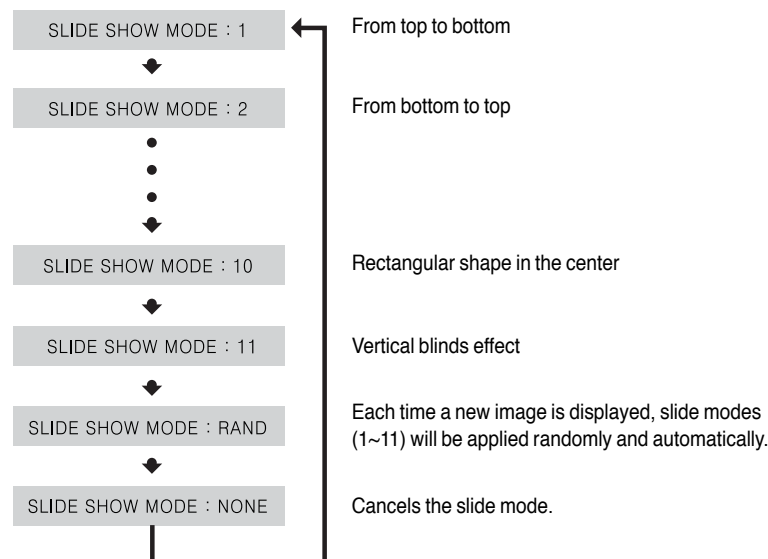 SLIDE SHOW MODE : 1
From top to bottom
SLIDE SHOW MODE : 2
From bottom to top
SLIDE SHOW MODE : 10
Rectangular shape in the center
SLIDE SHOW MODE : 11
Vertical blinds effect
SLIDE SHOW MODE : RAND
Each time a new image is displayed, slide modes
(1~11) will be applied randomly and automatically.
SLIDE SHOW MODE : NONE
Cancels the slide mode.